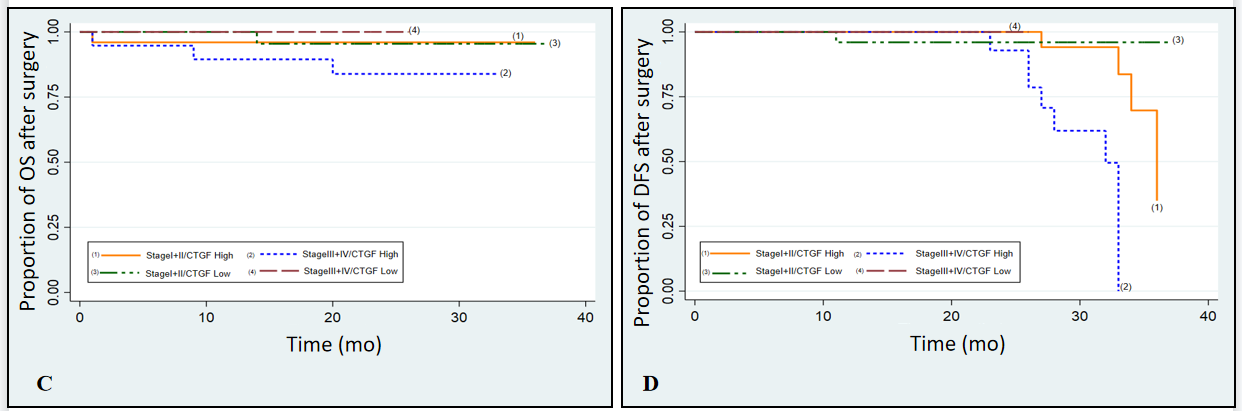 Proportion of OS after surgery
1.00
0.75
0.50
0.25
0.00
(4)
(1)
(3)
(2)
(1) StageI+II/CTGF High (2) StageIII+IV/CTGF High
(3) StageI+II/CTGF Low (4) StageIII+IV/CTGF Low
0 10 20 30 40
Time (mo)
C
Proportion of DFS after surgery
1.00
0.75
0.50
0.25
0.00
(4)
(3)
(1)
(1) StageI+II/CTGF High (2) StageIII+IV/CTGF High
(3) StageI+II/CTGF Low (4) StageIII+IV/CTGF Low
(2)
0 10 20 30 40
Time (mo)
D